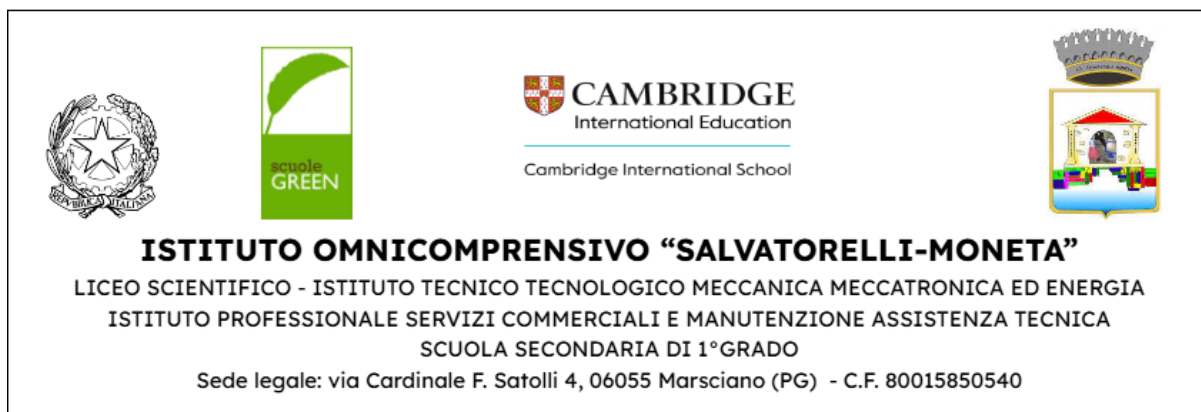 REPVBBLICA ITALIANA
scuole
GREEN
CAMBRIDGE
International Education
Cambridge International School
ISTITUTO OMNICOMPRENSIVO “SALVATORELLI-MONETA”
LICEO SCIENTIFICO - ISTITUTO TECNICO TECNOLOGICO MECCANICA MECCATRONICA ED ENERGIA
ISTITUTO PROFESSIONALE SERVIZI COMMERCIALI E MANUTENZIONE ASSISTENZA TECNICA
SCUOLA SECONDARIA DI 1°GRADO
Sede legale: via Cardinale F. Satolli 4, 06055 Marsciano (PG) - C.F. 80015850540